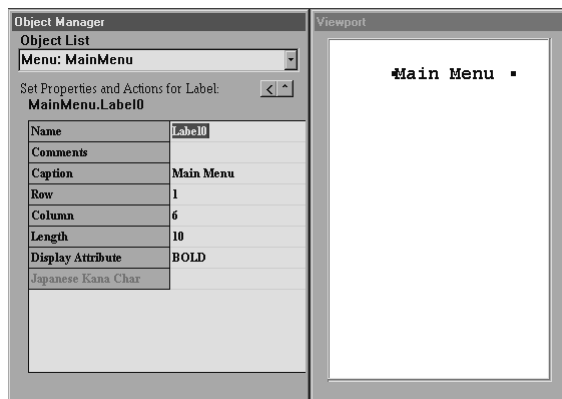 Object Manager
Object List
Menu: MainMenu
Set Properties and Actions for Label:
< ^
MainMenu.Label0
Name Label0
Comments
Caption Main Menu
Row 1
Column 6
Length 10
Display Attribute BOLD
Japanese Kana Char
Viewport
Main Menu